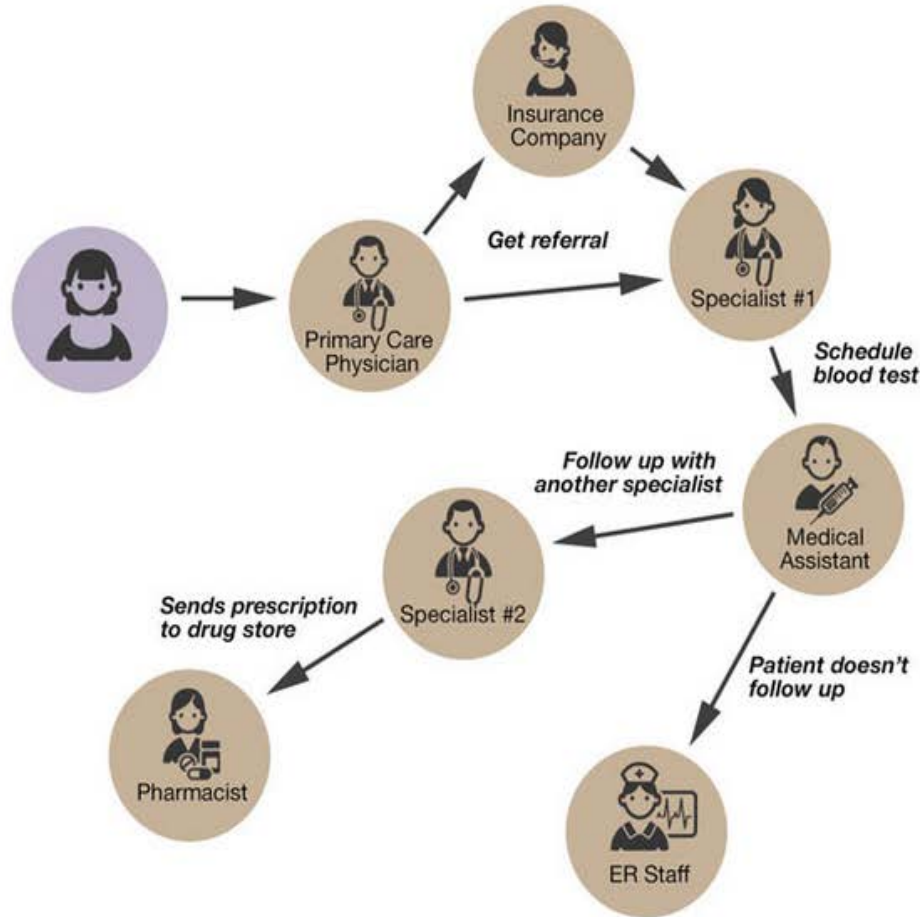 Insurance
Company
Get referral
Primary Care
Physician
Specialist #1
Schedule
blood test
Follow up with
another specialist
Medical
Assistant
Specialist #2
Sends prescription
to drug store
Patient doesn't
follow up
Pharmacist
ER Staff